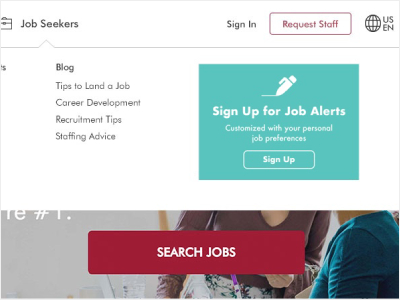 Job Seekers
Sign In
Request Staff
US
EN
ts
Blog
Tips to Land a Job
Career Development
Recruitment Tips
Staffing Advice
Sign Up for Job Alerts
Customized with your personal
job preferences
Sign Up
re #1.
SEARCH JOBS